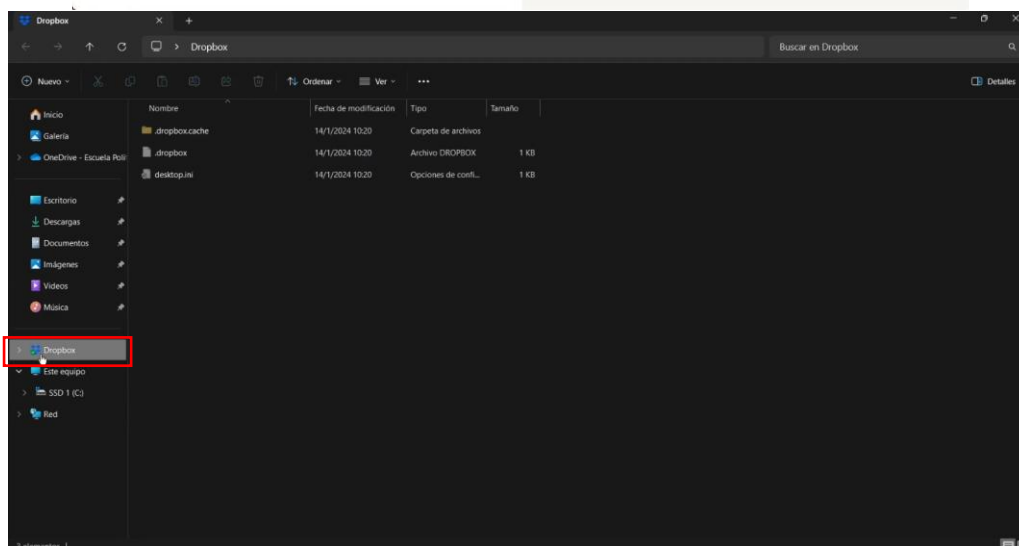 Dropbox
Dropbox
Buscar en Dropbox
Nuevo
Ordenar
Ver
Detalles
Nombre
Fecha de modificación
Tipo
Tamaño
Inicio
Galería
OneDrive - Escuela Poli
Escritorio
Descargas
Documentos
Imágenes
Videos
Música
Dropbox
Este equipo
SSD 1 (C:)
Red
.dropbox.cache 14/1/2024 10:20 Carpeta de archivos
.dropbox 14/1/2024 10:20 Archivo DROPBOX 1 KB
desktop.ini 14/1/2024 10:20 Opciones de confi... 1 KB